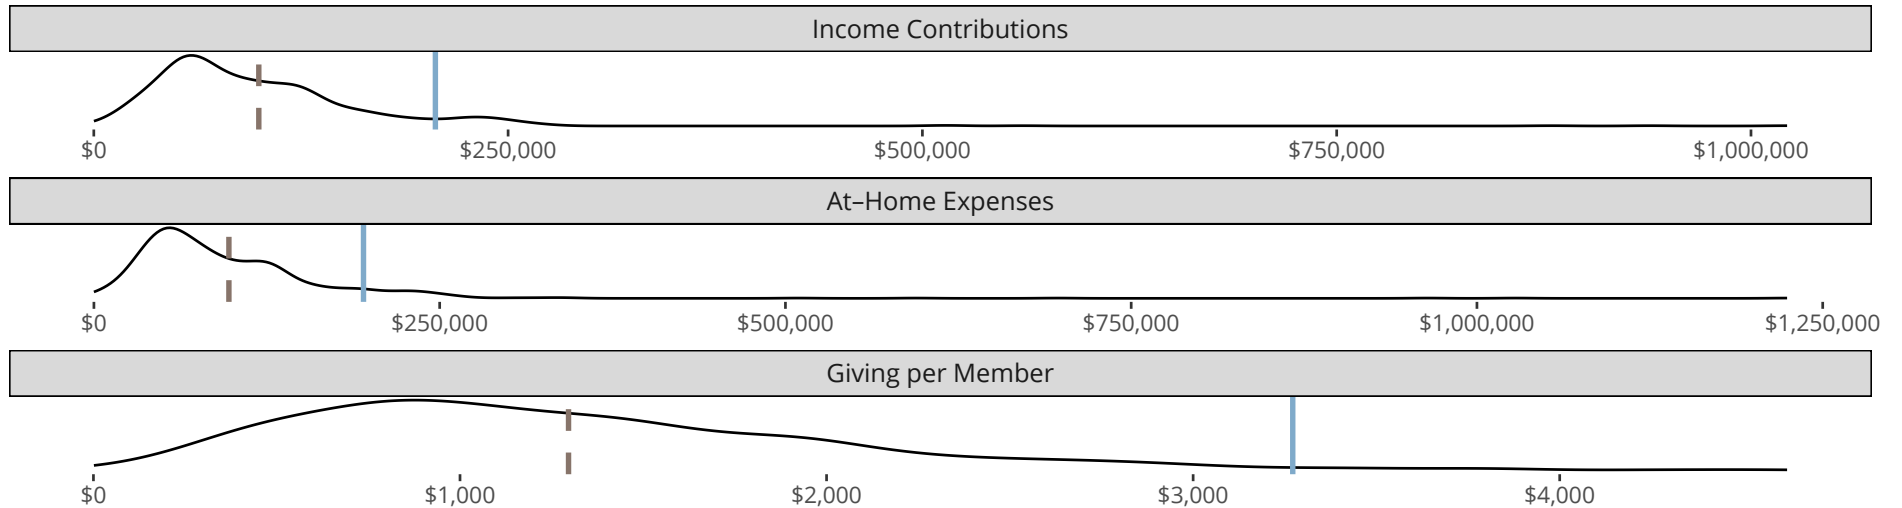 Income Contributions
$0 $250,000 $500,000 $750,000 $1,000,000
At–Home Expenses
$0 $250,000 $500,000 $750,000 $1,000,000 $1,250,000
Giving per Member
$0 $1,000 $2,000 $3,000 $4,000